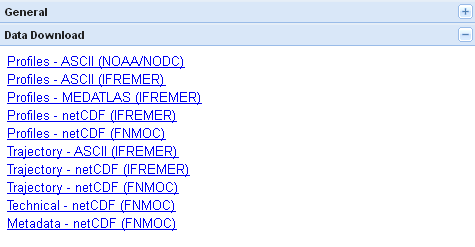 General
Data Download
Profiles - ASCII (NOAA/NODC)
Profiles - ASCII (IFREMER)
Profiles - MEDATLAS (IFREMER)
Profiles - netCDF (IFREMER)
Profiles - netCDF (FNMOC)
Trajectory - ASCII (IFREMER)
Trajectory - netCDF (IFREMER)
Trajectory - netCDF (FNMOC)
Technical - netCDF (FNMOC)
Metadata - netCDF (FNMOC)